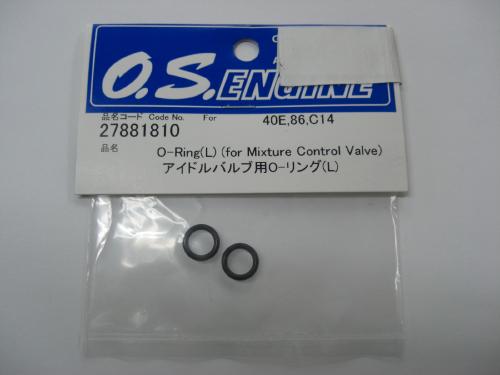 O.S.ENGINE
品名コード Code No. For 40E,86,C14
27881810
品名 O-Ring(L) (for Mixture Control Valve)
アイドルバルブ用O-リング(L)